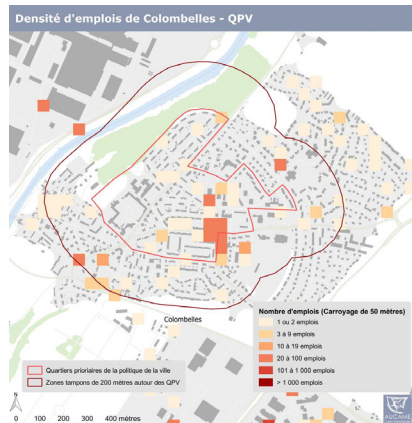 Densité d'emplois de Colombelles - QPV
Colombelles
Nombre d'emplois (Carroyage de 50 mètres)
1 ou 2 emplois
3 à 9 emplois
10 à 19 emplois
20 à 100 emplois
101 à 1 000 emplois
> 1 000 emplois
Quartiers prioriaires de la politique de la ville
Zones tampons de 200 mètres autour des QPV
N
0 100 200 300 400 mètres
AUCAME